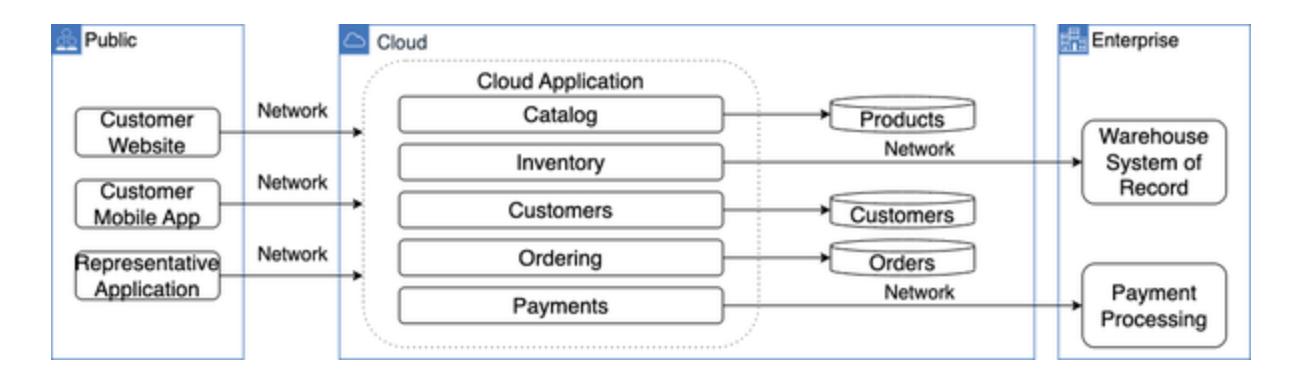 Public
Customer
Website
Customer
Mobile App
Representative
Application
Network
Network
Network
Cloud
Cloud Application
Catalog
Inventory
Customers
Ordering
Payments
Products
Network
Customers
Orders
Network
Enterprise
Warehouse
System of
Record
Payment
Processing